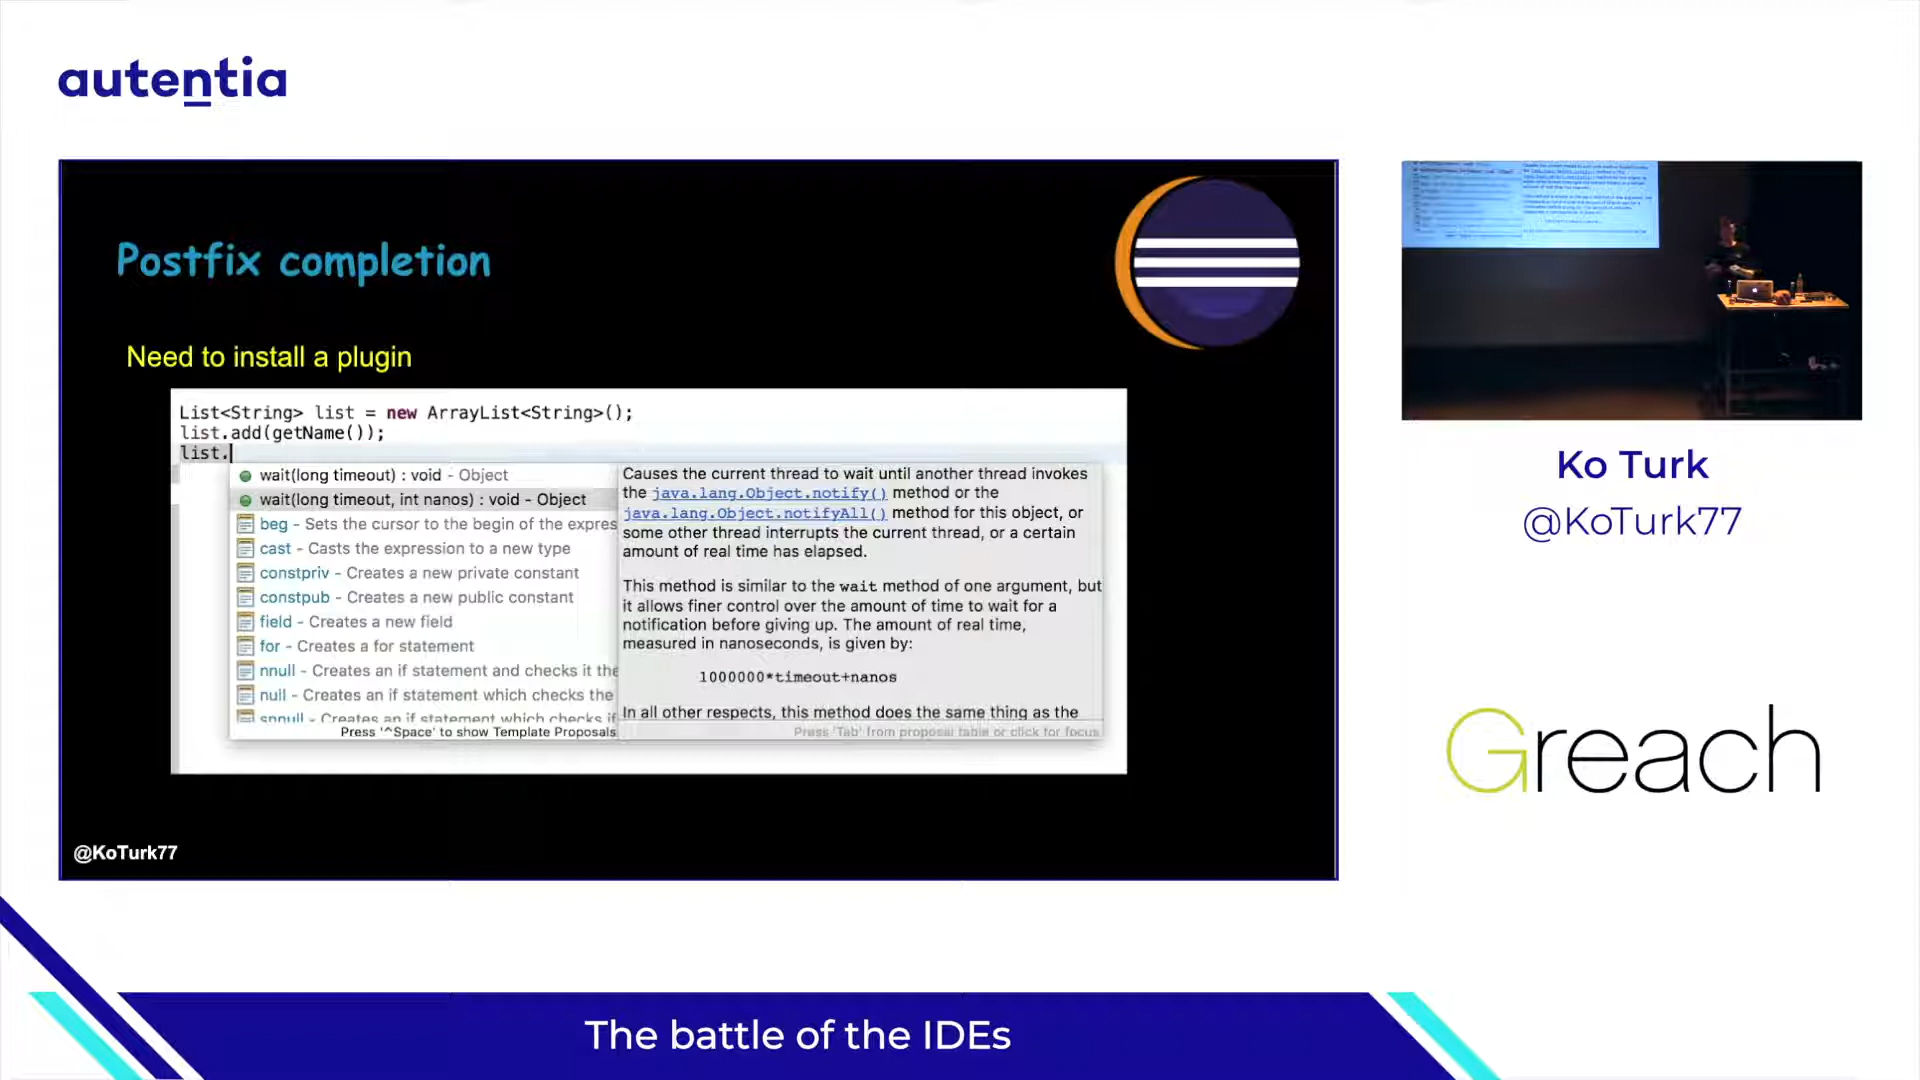 autentia
Postfix completion
Need to install a plugin
List<String> list = new ArrayList<String>();
list.add(getName());
list.
wait(long timeout) : void - Object
wait(long timeout, int nanos) : void - Object
beg - Sets the cursor to the begin of the expres
cast - Casts the expression to a new type
constpriv - Creates a new private constant
constpub - Creates a new public constant
field - Creates a new field
for - Creates a for statement
nnull - Creates an if statement and checks it the
null - Creates an if statement which checks the
snnull - Creates an if statement which checks if
Press '^Space' to show Template Proposals
Causes the current thread to wait until another thread invokes
the java.lang.Object.notify() method or the
java.lang.Object.notifyAll() method for this object, or
some other thread interrupts the current thread, or a certain
amount of real time has elapsed.
This method is similar to the wait method of one argument, but
it allows finer control over the amount of time to wait for a
notification before giving up. The amount of real time,
measured in nanoseconds, is given by:
1000000*timeout+nanos
In all other respects, this method does the same thing as the
Press 'Tab' from proposal table or click for focus
@KoTurk77
Ko Turk
@KoTurk77
Greach
The battle of the IDEs